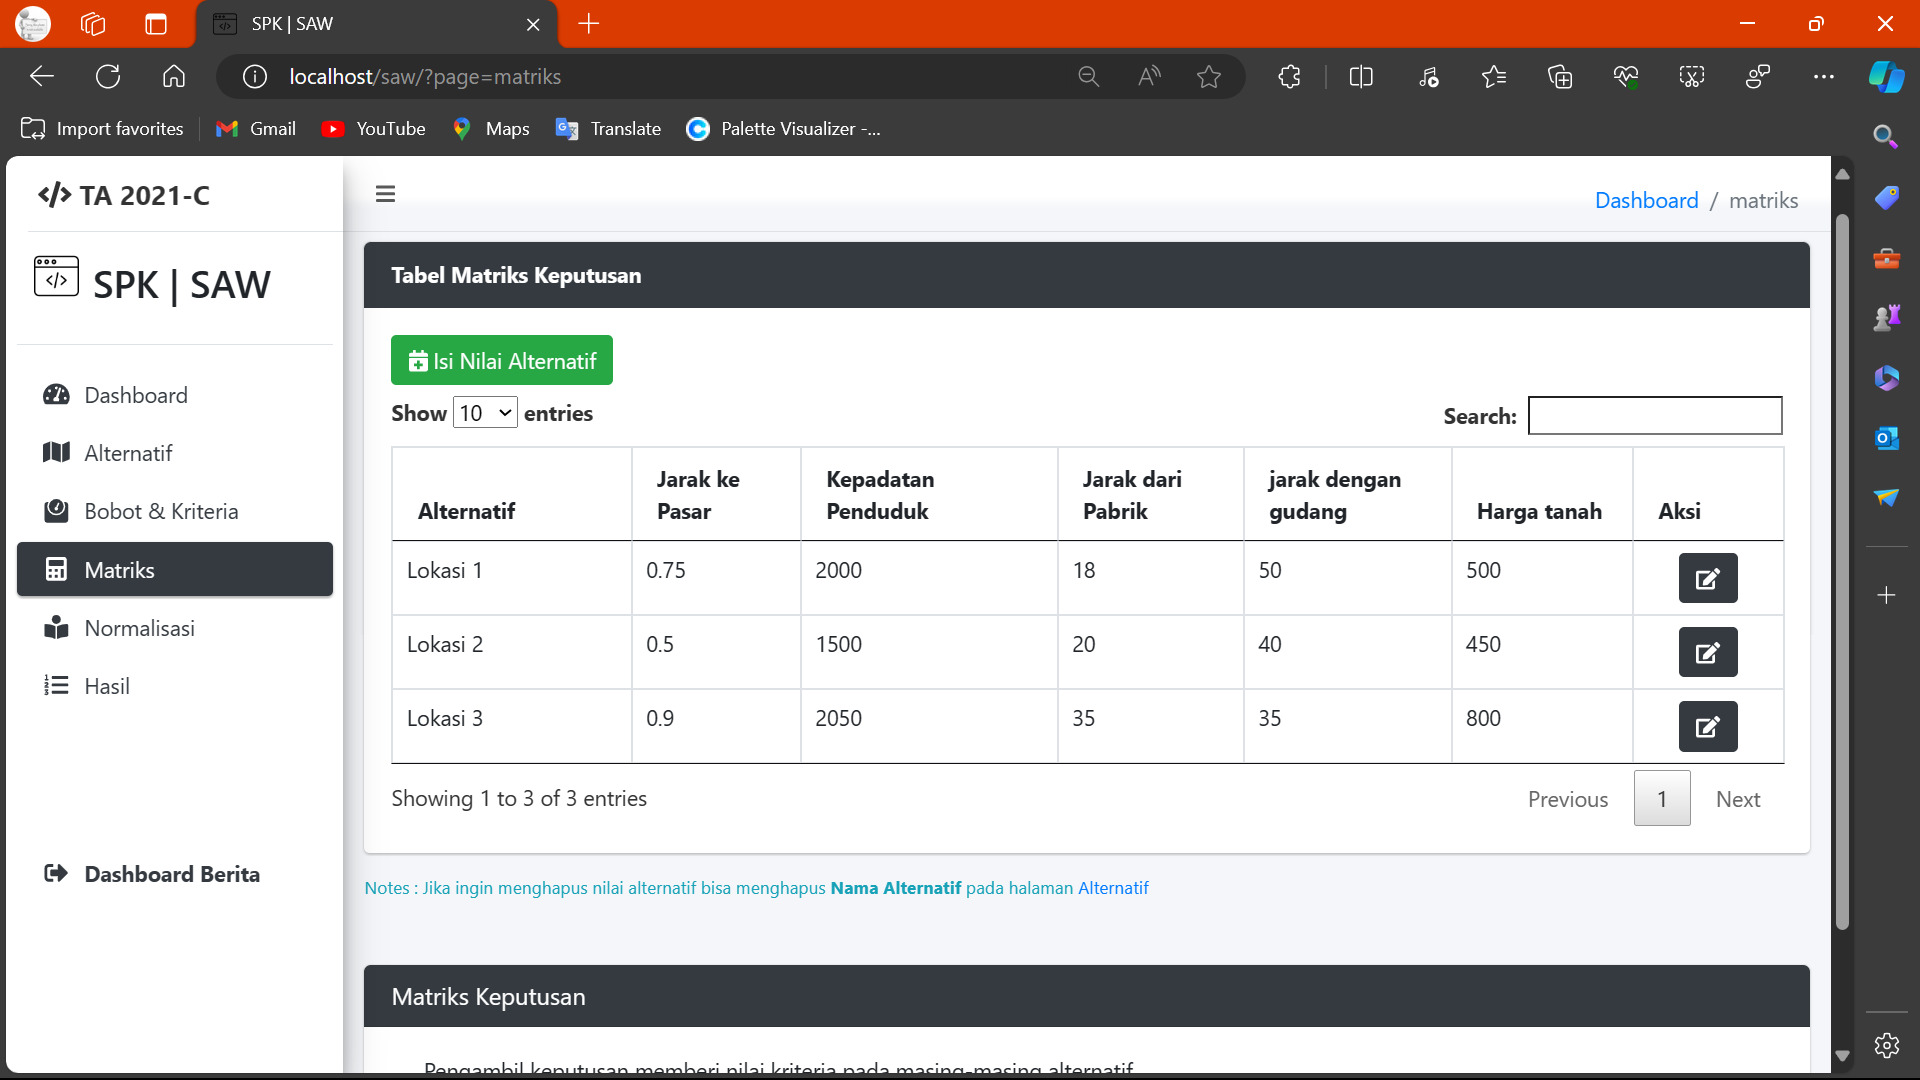 SPK | SAW
localhost/saw/?page=matriks
Import favorites
Gmail
YouTube
Maps
Translate
Palette Visualizer -...
TA 2021-C
SPK | SAW
Dashboard
Alternatif
Bobot & Kriteria
Matriks
Normalisasi
Hasil
Dashboard Berita
Dashboard / matriks
Tabel Matriks Keputusan
Isi Nilai Alternatif
Show 10 entries
Search:
Alternatif Jarak ke Pasar Kepadatan Penduduk Jarak dari Pabrik jarak dengan gudang Harga tanah Aksi
Lokasi 1 0.75 2000 18 50 500
Lokasi 2 0.5 1500 20 40 450
Lokasi 3 0.9 2050 35 35 800
Showing 1 to 3 of 3 entries
Previous 1 Next
Notes : Jika ingin menghapus nilai alternatif bisa menghapus Nama Alternatif pada halaman Alternatif
Matriks Keputusan
Pengambil keputusan memberi nilai kriteria pada masing-masing alternatif